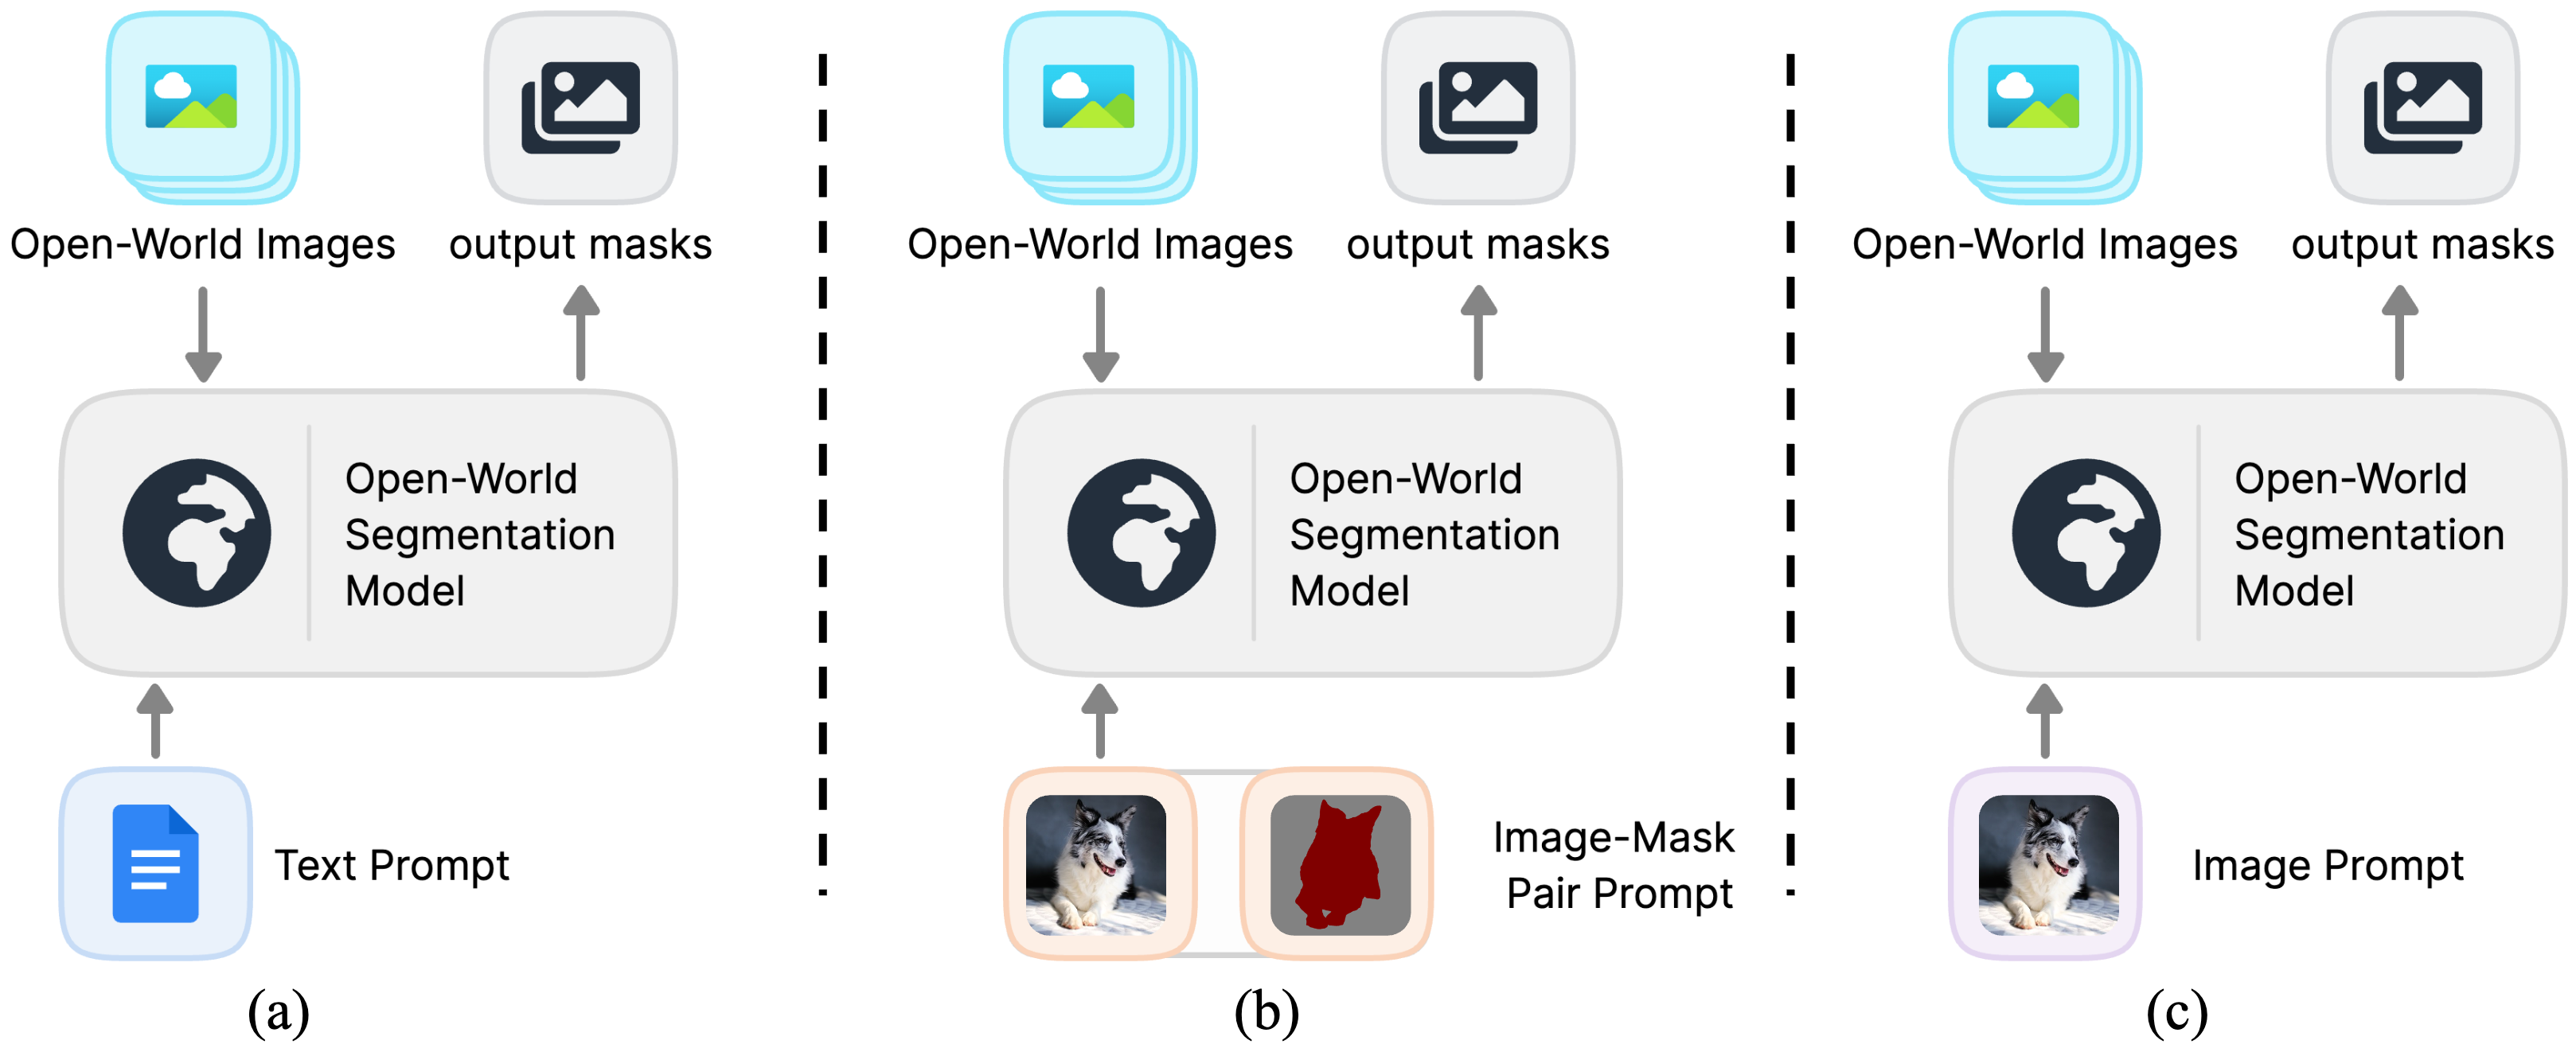 Open-World Images
output masks
Open-World
Segmentation
Model
Text Prompt
(a)
Open-World Images
output masks
Open-World
Segmentation
Model
Image-Mask
Pair Prompt
(b)
Open-World Images
output masks
Open-World
Segmentation
Model
Image Prompt
(c)